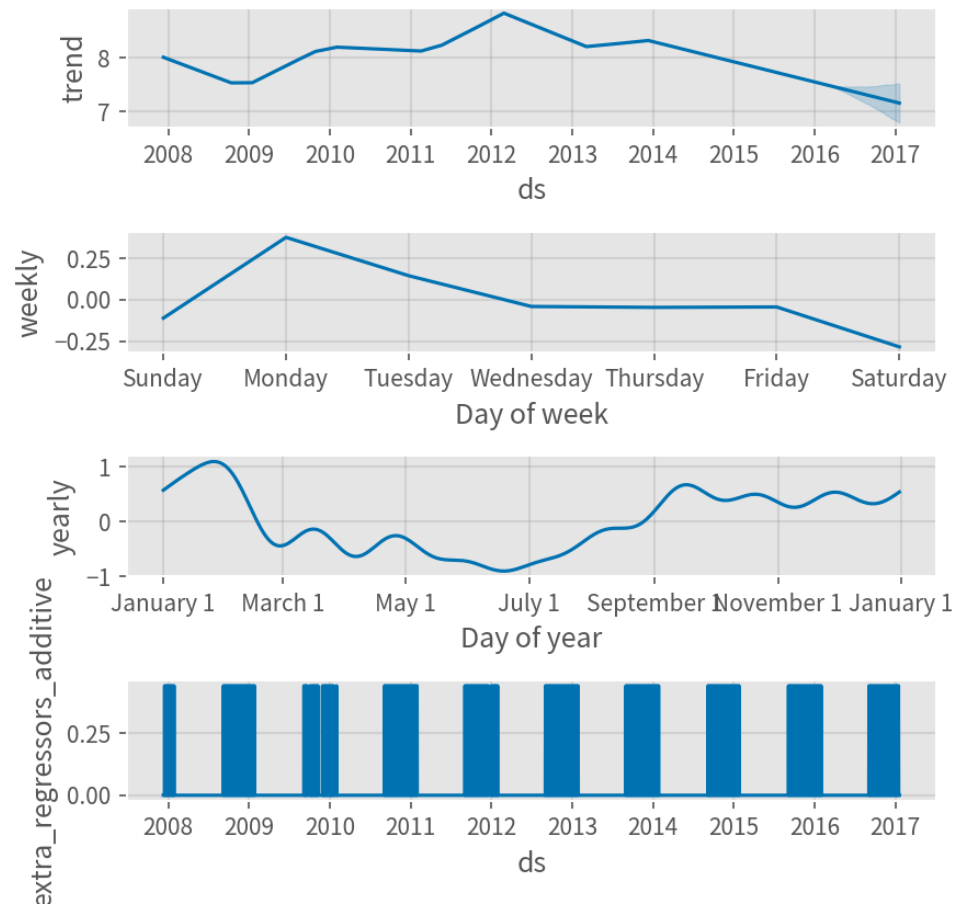 trend
8
7
2008 2009 2010 2011 2012 2013 2014 2015 2016 2017
ds
weekly
0.25
0.00
−0.25
Sunday Monday Tuesday Wednesday Thursday Friday Saturday
Day of week
yearly
1
0
−1
January 1 March 1 May 1 July 1 September 1 November 1 January 1
Day of year
extra_regressors_additive
0.25
0.00
2008 2009 2010 2011 2012 2013 2014 2015 2016 2017
ds